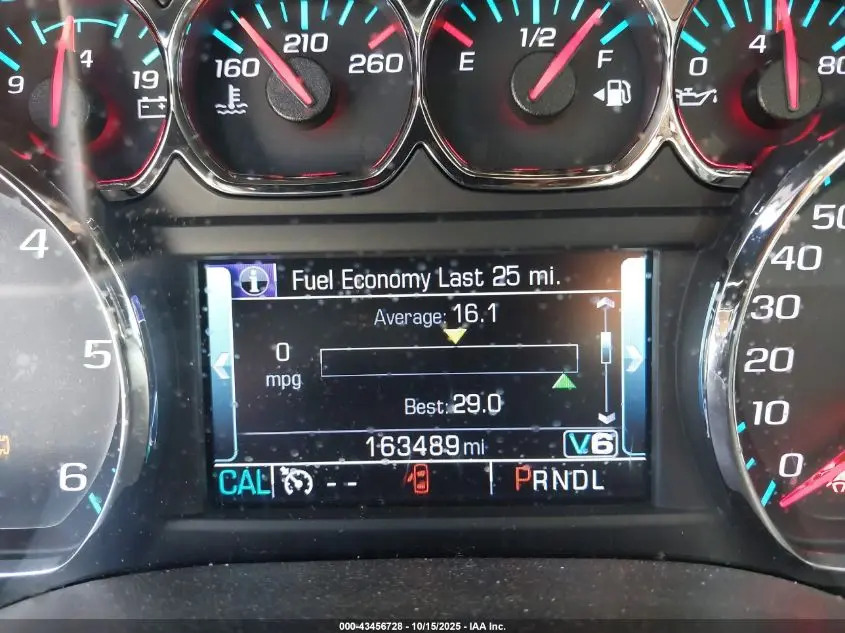 9 4 19
160 210 260
E 1/2 F
0 4 80
4
5
6
50
40
30
20
10
0
i Fuel Economy Last 25 mi.
Average: 16.1
0
mpg
Best: 29.0
163489 mi V6
CAL -- PRNDL
000-43456728 - 10/15/2025 - IAA Inc.